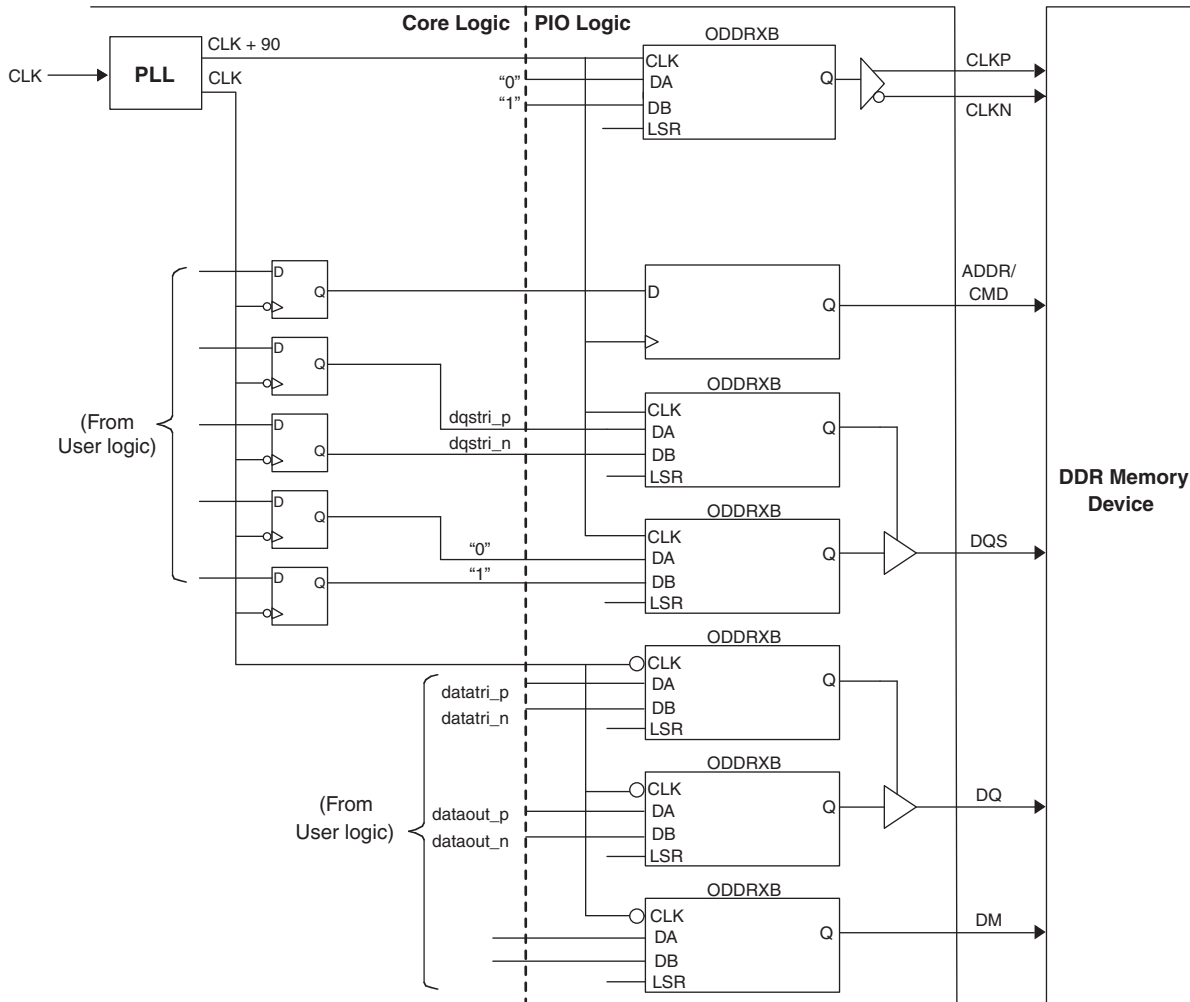 Core Logic
PIO Logic
ODDRXB
CLK
PLL
CLK + 90
CLK
"0"
"1"
CLK
DA
DB
LSR
Q
CLKP
CLKN
D
Q
D
Q
ADDR/
CMD
D
Q
D
Q
D
Q
D
Q
(From
User logic)
dqstri_p
dqstri_n
"0"
"1"
ODDRXB
CLK
DA
DB
LSR
Q
ODDRXB
CLK
DA
DB
LSR
Q
DQS
DDR Memory
Device
ODDRXB
CLK
DA
DB
LSR
Q
datatri_p
datatri_n
(From
User logic)
dataout_p
dataout_n
ODDRXB
CLK
DA
DB
LSR
Q
DQ
ODDRXB
CLK
DA
DB
LSR
Q
DM